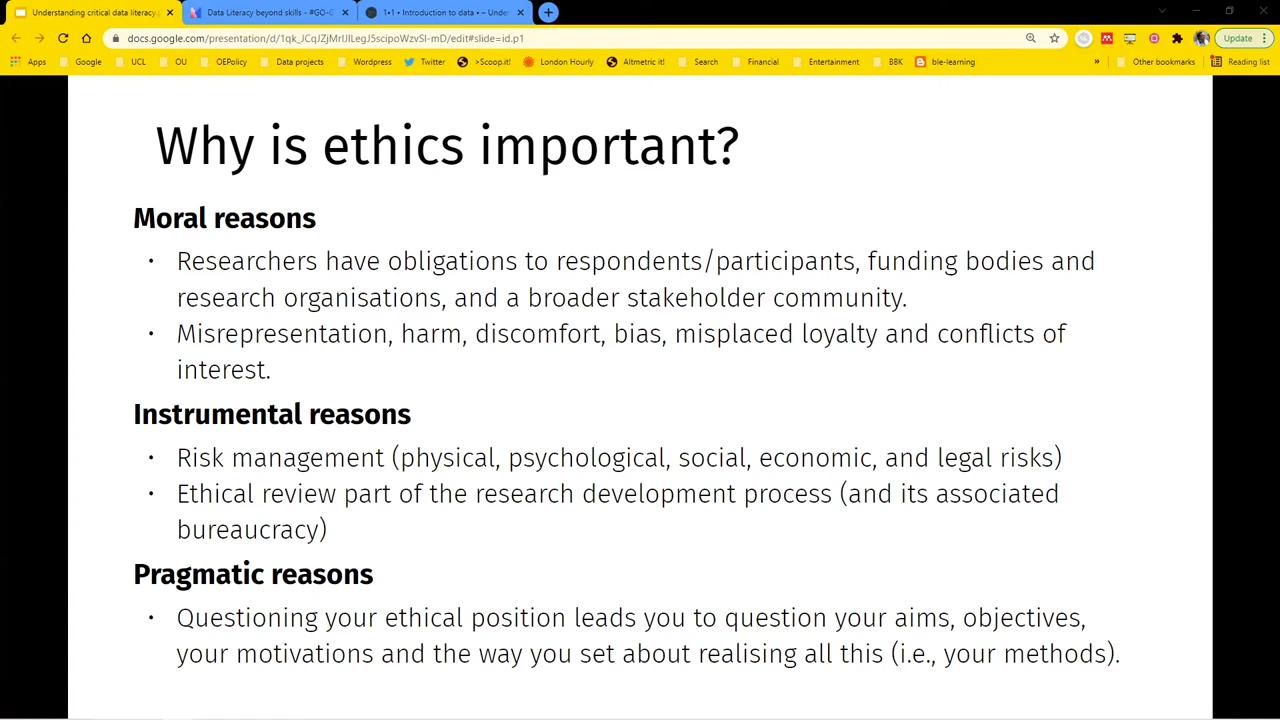 Understanding critical data literacy
Data Literacy beyond skills - #GO-G
1•1 • Introduction to data • – Under
docs.google.com/presentation/d/1qk_JCqJZjMrUlLegJ5scipoWzvSI-mD/edit#slide=id.p1
Update
Apps
Google
UCL
OU
OEPolicy
Data projects
Wordpress
Twitter
>Scoop.it!
London Hourly
Altmetric it!
Search
Financial
Entertainment
BBK
ble-learning
»
Other bookmarks
Reading list
Why is ethics important?
Moral reasons
• Researchers have obligations to respondents/participants, funding bodies and
research organisations, and a broader stakeholder community.
• Misrepresentation, harm, discomfort, bias, misplaced loyalty and conflicts of
interest.
Instrumental reasons
• Risk management (physical, psychological, social, economic, and legal risks)
• Ethical review part of the research development process (and its associated
bureaucracy)
Pragmatic reasons
• Questioning your ethical position leads you to question your aims, objectives,
your motivations and the way you set about realising all this (i.e., your methods).